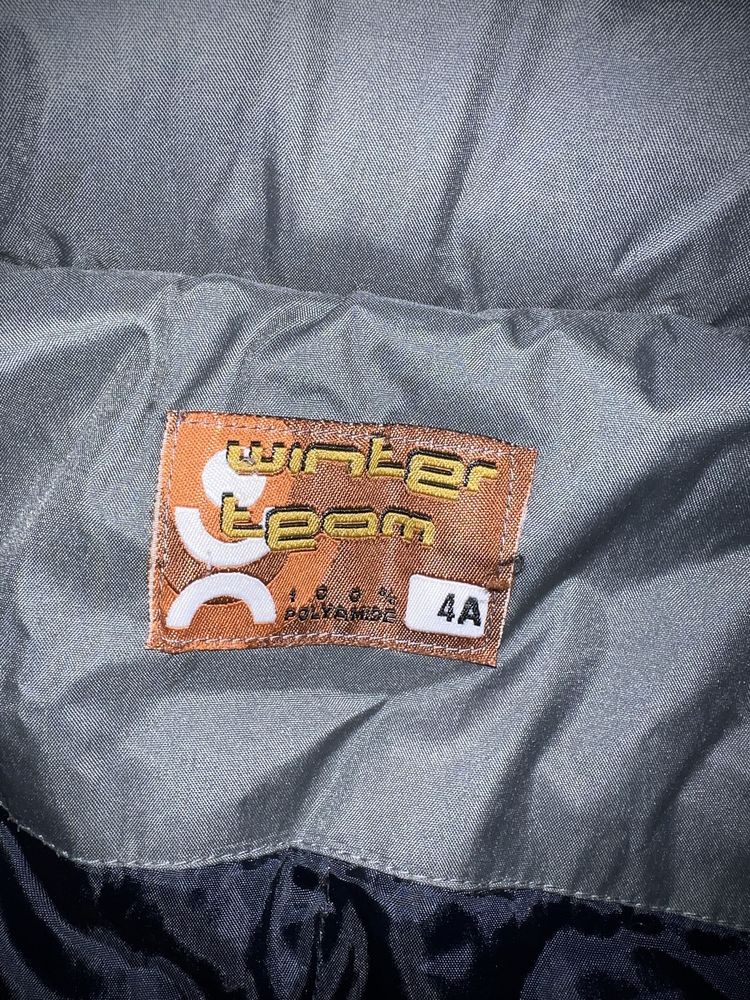 winter
team
100%
POLYAMIDE
4A